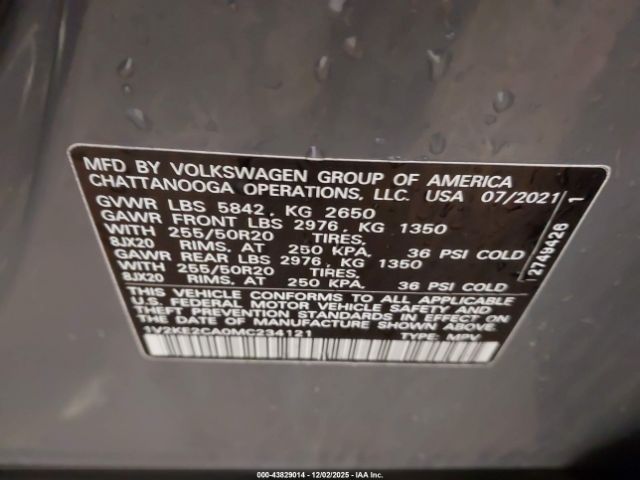 MFD BY VOLKSWAGEN GROUP OF AMERICA
CHATTANOOGA OPERATIONS, LLC. USA 07/2021
GVWR LBS 5842, KG 2650
GAWR FRONT LBS 2976, KG 1350
WITH 255/50R20 TIRES,
8JX20 RIMS, AT 250 KPA, 36 PSI COLD
GAWR REAR LBS 2976, KG 1350
WITH 255/50R20 TIRES,
8JX20 RIMS, AT 250 KPA, 36 PSI COLD
THIS VEHICLE CONFORMS TO ALL APPLICABLE
U.S. FEDERAL MOTOR VEHICLE SAFETY AND
THEFT PREVENTION STANDARDS IN EFFECT ON
THE DATE OF MANUFACTURE SHOWN ABOVE.
1V2KE2CA0MC234121 TYPE: MPV
2749426 1
000-43829014 - 12/02/2025 - IAA Inc.